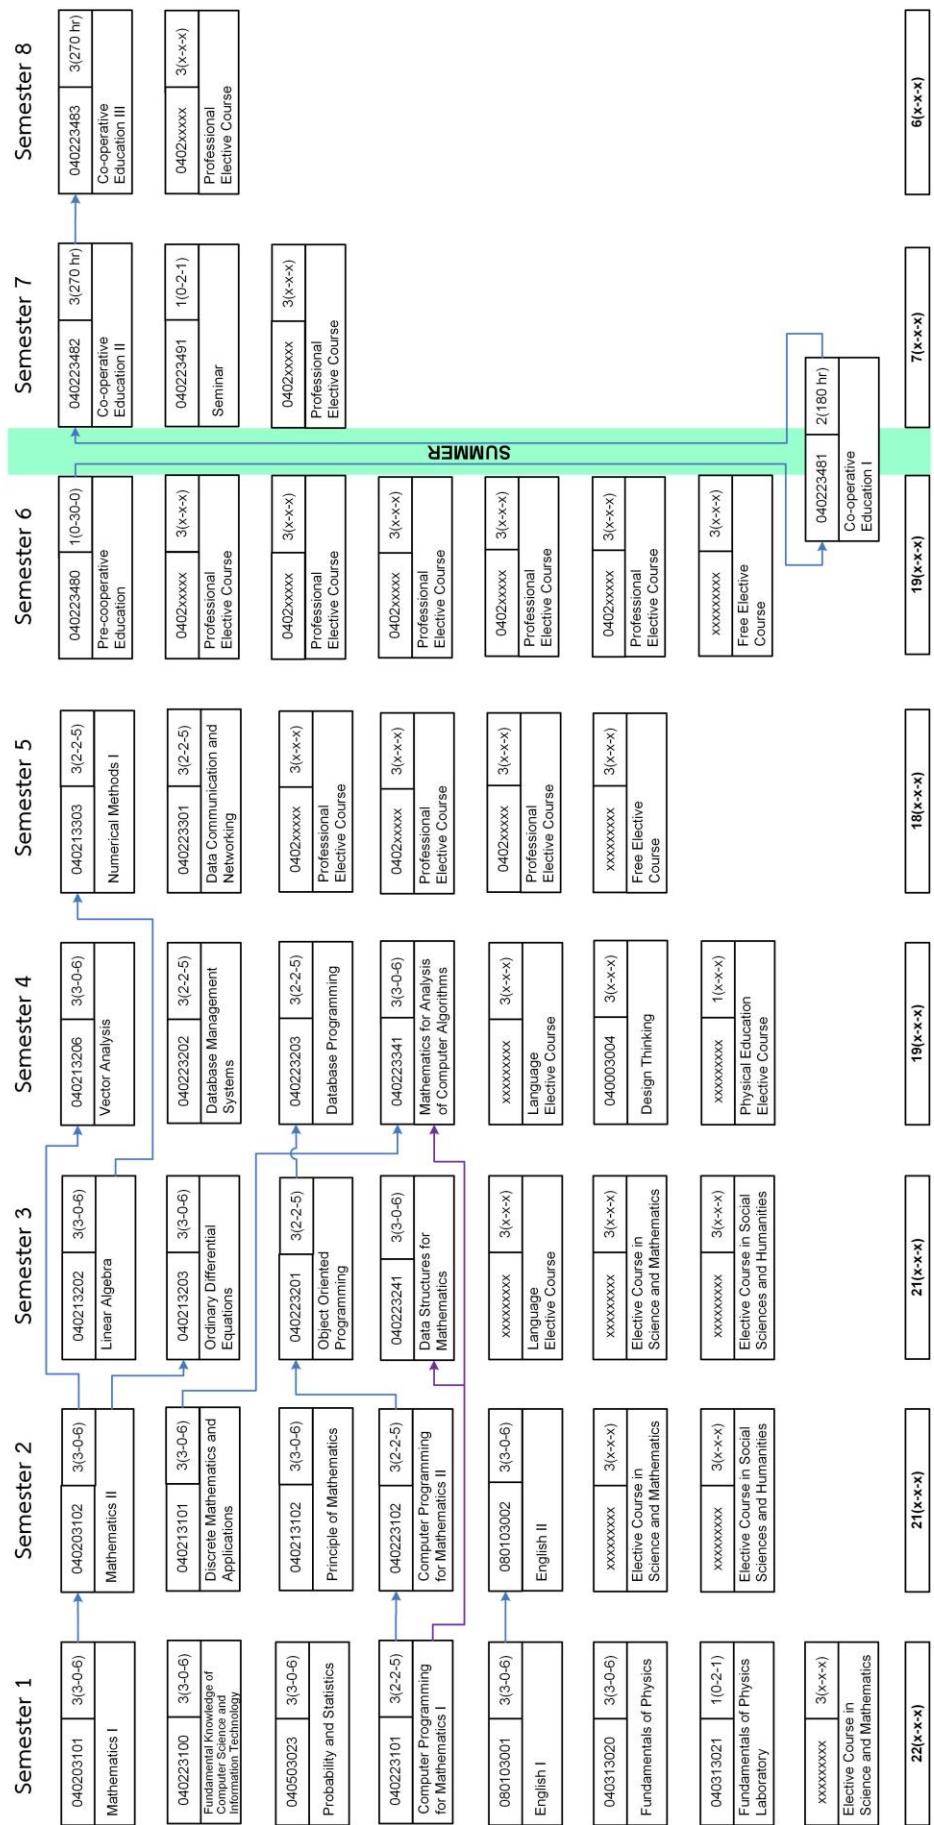 Semester 1
040203101 3(3-0-6)
Mathematics I
040223100 3(3-0-6)
Fundamental Knowledge of
Computer Science and
Information Technology
040503023 3(3-0-6)
Probability and Statistics
040223101 3(2-2-5)
Computer Programming
for Mathematics I
080103001 3(3-0-6)
English I
040313020 3(3-0-6)
Fundamentals of Physics
040313021 1(0-2-1)
Fundamentals of Physics
Laboratory
xxxxxxxxx 3(x-x-x)
Elective Course in
Science and Mathematics
22(x-x-x)
Semester 2
040203102 3(3-0-6)
Mathematics II
040213101 3(3-0-6)
Discrete Mathematics and
Applications
040213102 3(3-0-6)
Principle of Mathematics
040223102 3(2-2-5)
Computer Programming
for Mathematics II
080103002 3(3-0-6)
English II
xxxxxxxxx 3(x-x-x)
Elective Course in
Science and Mathematics
xxxxxxxxx 3(x-x-x)
Elective Course in Social
Sciences and Humanities
21(x-x-x)
Semester 3
040213202 3(3-0-6)
Linear Algebra
040213203 3(3-0-6)
Ordinary Differential
Equations
040223201 3(2-2-5)
Object Oriented
Programming
040223241 3(3-0-6)
Data Structures for
Mathematics
xxxxxxxxx 3(x-x-x)
Language
Elective Course
xxxxxxxxx 3(x-x-x)
Elective Course in
Science and Mathematics
xxxxxxxxx 3(x-x-x)
Elective Course in Social
Sciences and Humanities
21(x-x-x)
Semester 4
040213206 3(3-0-6)
Vector Analysis
040223202 3(2-2-5)
Database Management
Systems
040223203 3(2-2-5)
Database Programming
040223341 3(3-0-6)
Mathematics for Analysis
of Computer Algorithms
xxxxxxxxx 3(x-x-x)
Language
Elective Course
040003004 3(x-x-x)
Design Thinking
xxxxxxxxx 1(x-x-x)
Physical Education
Elective Course
19(x-x-x)
Semester 5
040213303 3(2-2-5)
Numerical Methods I
040223301 3(2-2-5)
Data Communication and
Networking
0402xxxxx 3(x-x-x)
Professional
Elective Course
0402xxxxx 3(x-x-x)
Professional
Elective Course
0402xxxxx 3(x-x-x)
Professional
Elective Course
xxxxxxxxx 3(x-x-x)
Free Elective
Course
18(x-x-x)
Semester 6
040223480 1(0-30-0)
Pre-cooperative
Education
0402xxxxx 3(x-x-x)
Professional
Elective Course
0402xxxxx 3(x-x-x)
Professional
Elective Course
0402xxxxx 3(x-x-x)
Professional
Elective Course
0402xxxxx 3(x-x-x)
Professional
Elective Course
0402xxxxx 3(x-x-x)
Professional
Elective Course
xxxxxxxxx 3(x-x-x)
Free Elective
Course
19(x-x-x)
SUMMER
040223481 2(180 hr)
Co-operative
Education I
Semester 7
040223482 3(270 hr)
Co-operative
Education II
040223491 1(0-2-1)
Seminar
0402xxxxx 3(x-x-x)
Professional
Elective Course
7(x-x-x)
Semester 8
040223483 3(270 hr)
Co-operative
Education III
0402xxxxx 3(x-x-x)
Professional
Elective Course
6(x-x-x)